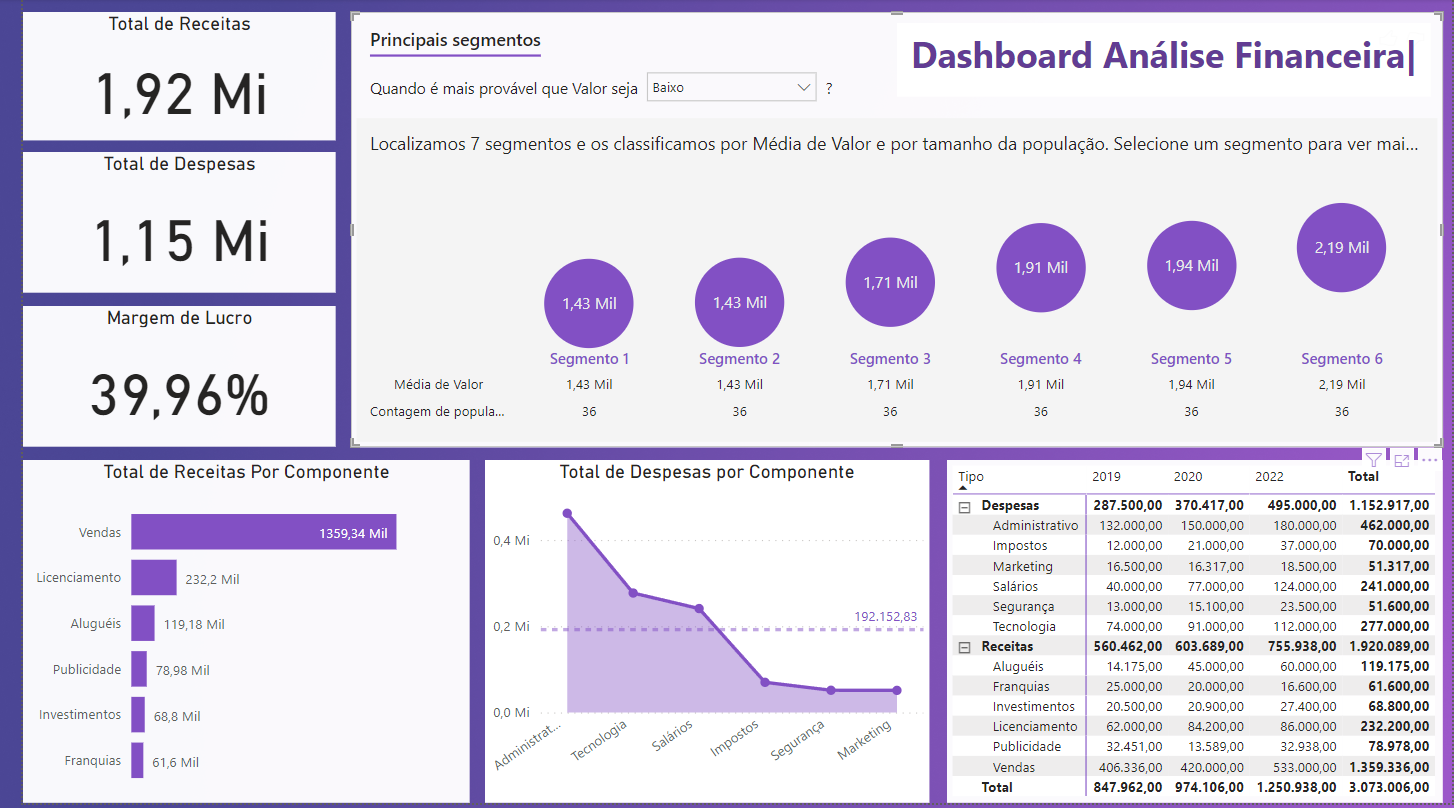 Total de Receitas
1,92 Mi
Total de Despesas
1,15 Mi
Margem de Lucro
39,96%
Principais segmentos
Dashboard Análise Financeira|
Quando é mais provável que Valor seja Baixo ?
Localizamos 7 segmentos e os classificamos por Média de Valor e por tamanho da população. Selecione um segmento para ver mai...
1,43 Mil 1,43 Mil 1,71 Mil 1,91 Mil 1,94 Mil 2,19 Mil
Segmento 1 Segmento 2 Segmento 3 Segmento 4 Segmento 5 Segmento 6
Média de Valor 1,43 Mil 1,43 Mil 1,71 Mil 1,91 Mil 1,94 Mil 2,19 Mil
Contagem de popula... 36 36 36 36 36 36
Total de Receitas Por Componente
Vendas 1359,34 Mil
Licenciamento 232,2 Mil
Aluguéis 119,18 Mil
Publicidade 78,98 Mil
Investimentos 68,8 Mil
Franquias 61,6 Mil
Total de Despesas por Componente
0,4 Mi
0,2 Mi
192.152,83
0,0 Mi
Administrat... Tecnologia Salários Impostos Segurança Marketing
Tipo 2019 2020 2022 Total
Despesas 287.500,00 370.417,00 495.000,00 1.152.917,00
Administrativo 132.000,00 150.000,00 180.000,00 462.000,00
Impostos 12.000,00 21.000,00 37.000,00 70.000,00
Marketing 16.500,00 16.317,00 18.500,00 51.317,00
Salários 40.000,00 77.000,00 124.000,00 241.000,00
Segurança 13.000,00 15.100,00 23.500,00 51.600,00
Tecnologia 74.000,00 91.000,00 112.000,00 277.000,00
Receitas 560.462,00 603.689,00 755.938,00 1.920.089,00
Aluguéis 14.175,00 45.000,00 60.000,00 119.175,00
Franquias 25.000,00 20.000,00 16.600,00 61.600,00
Investimentos 20.500,00 20.900,00 27.400,00 68.800,00
Licenciamento 62.000,00 84.200,00 86.000,00 232.200,00
Publicidade 32.451,00 13.589,00 32.938,00 78.978,00
Vendas 406.336,00 420.000,00 533.000,00 1.359.336,00
Total 847.962,00 974.106,00 1.250.938,00 3.073.006,00